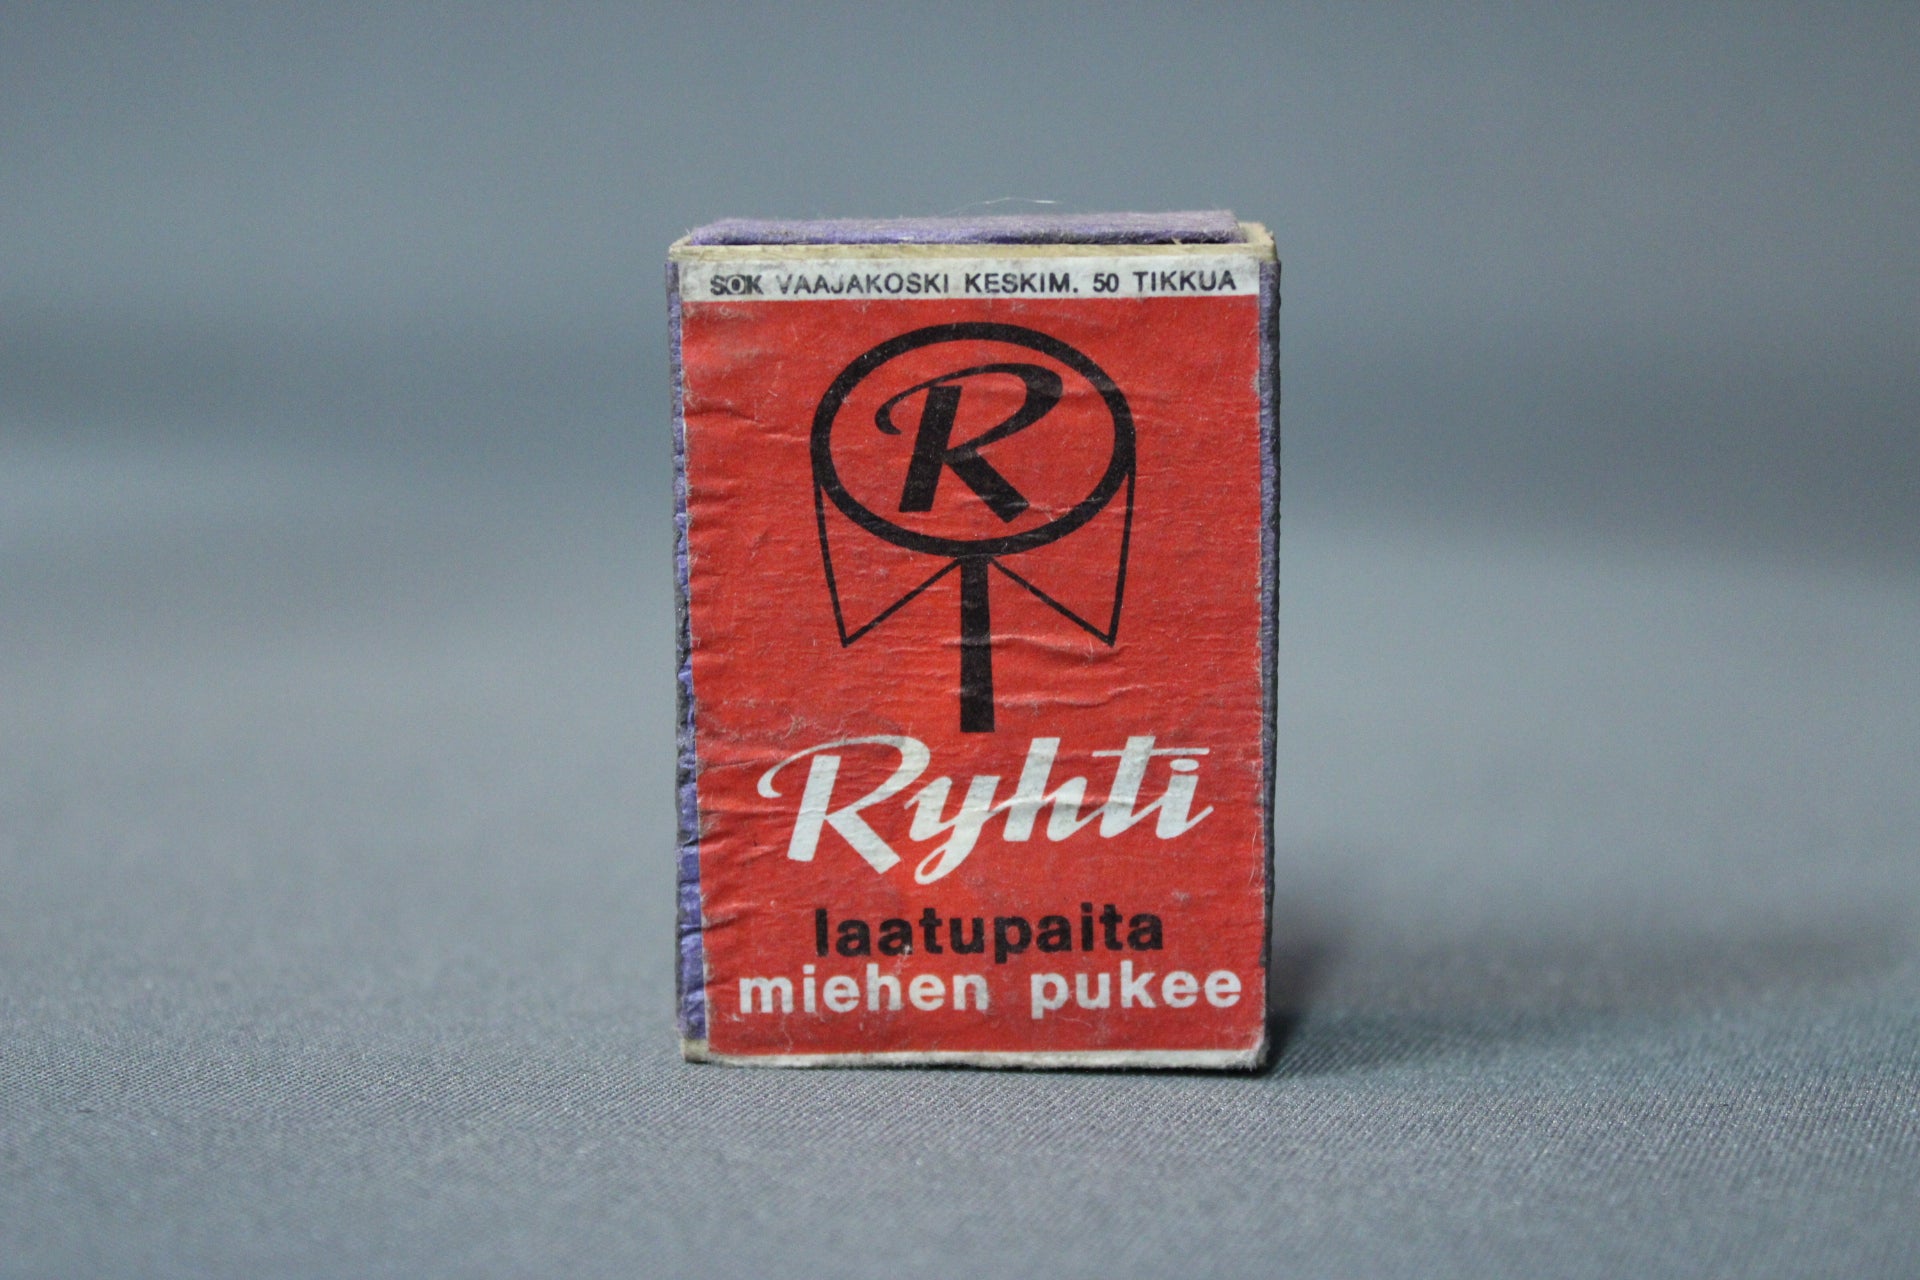 SOK VAAJAKOSKI KESKIM. 50 TIKKUA
R
Ryhti
laatupaita
miehen pukee